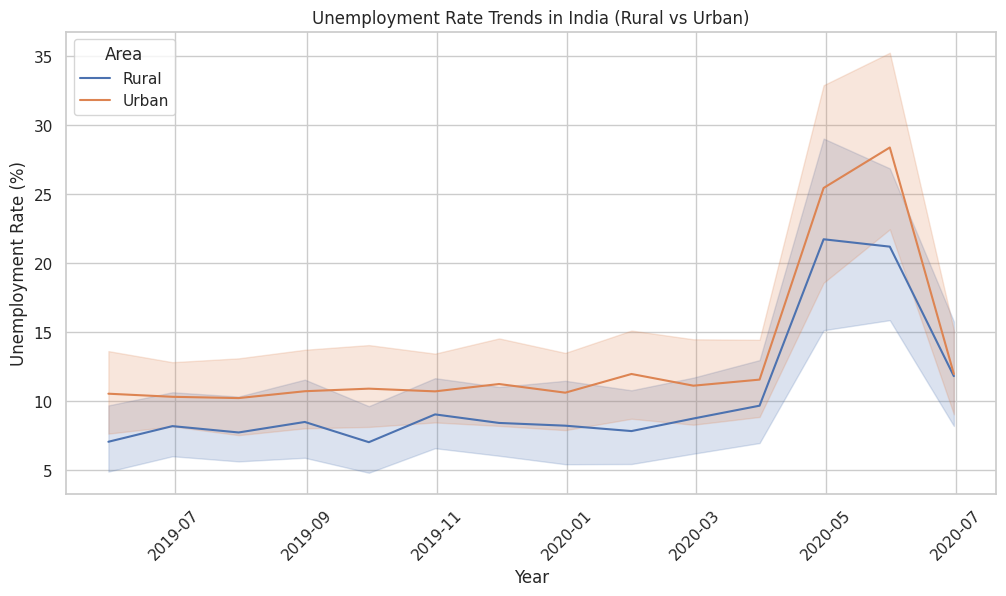 Unemployment Rate Trends in India (Rural vs Urban)
Area
Rural
Urban
Unemployment Rate (%)
35
30
25
20
15
10
5
2019-07
2019-09
2019-11
2020-01
2020-03
2020-05
2020-07
Year